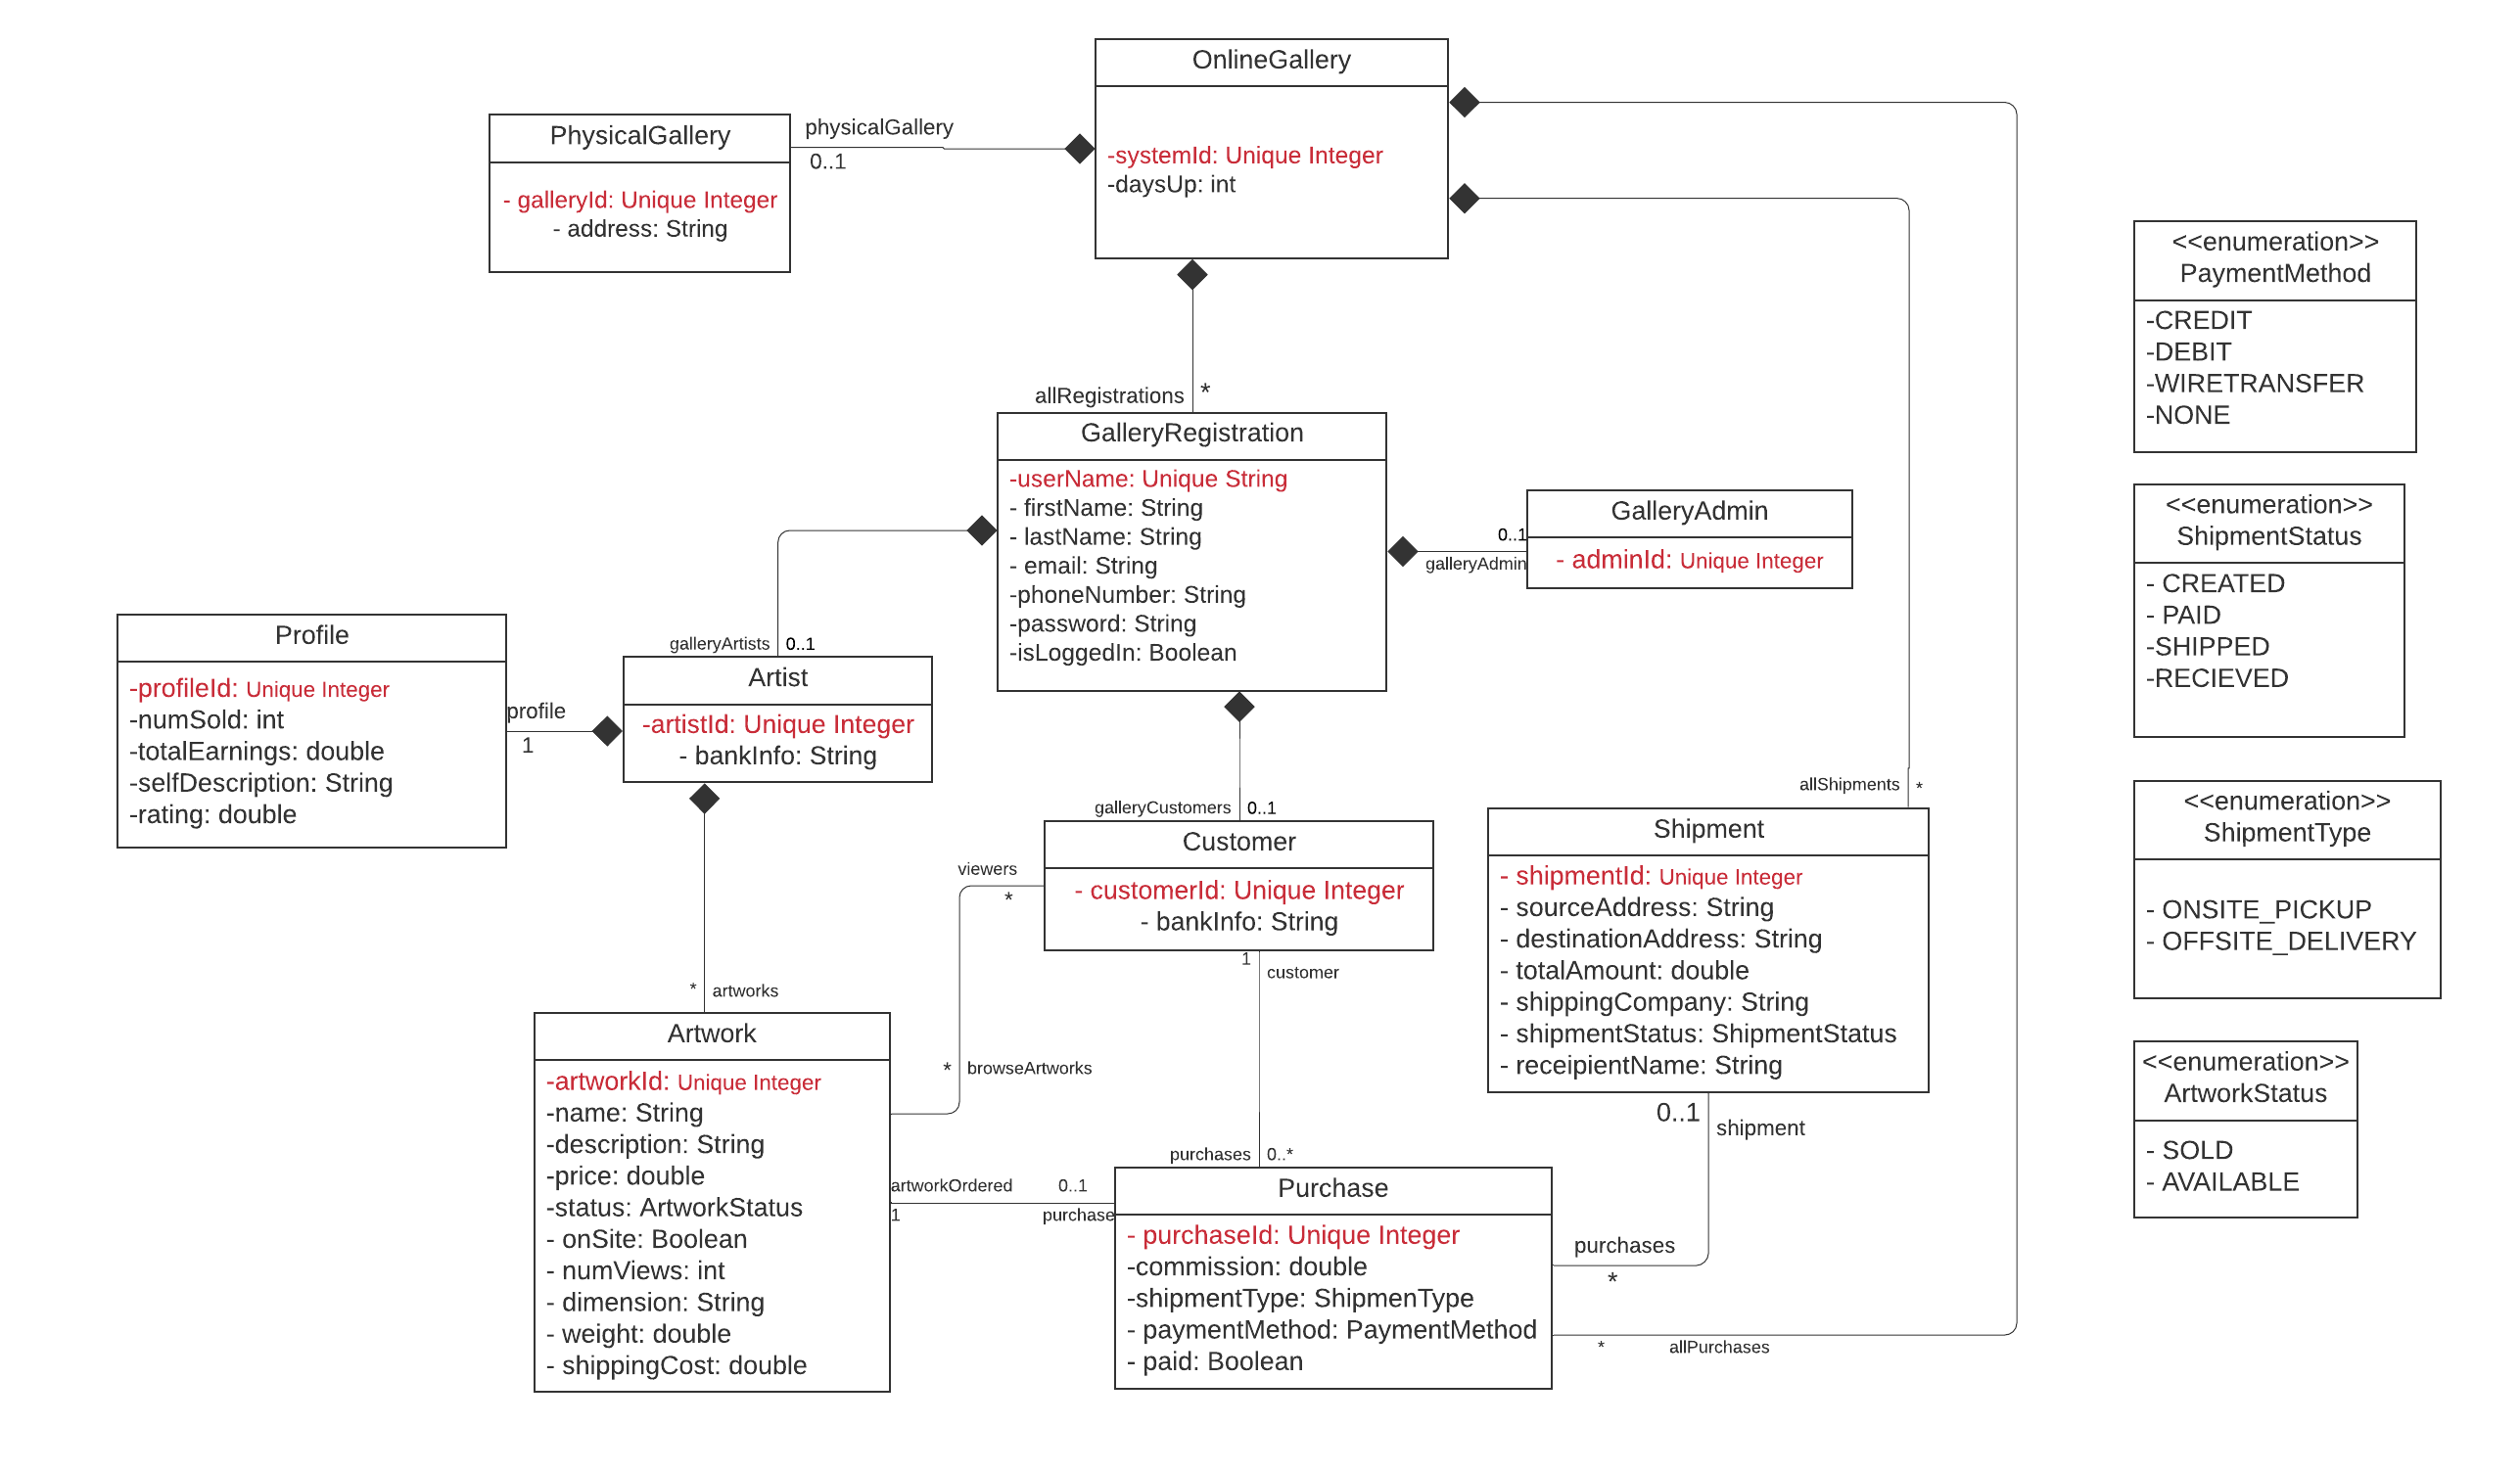 OnlineGallery
-systemId: Unique Integer
-daysUp: int
PhysicalGallery
- galleryId: Unique Integer
- address: String
physicalGallery
0..1
<<enumeration>>
PaymentMethod
-CREDIT
-DEBIT
-WIRETRANSFER
-NONE
allRegistrations
*
GalleryRegistration
-userName: Unique String
- firstName: String
- lastName: String
- email: String
-phoneNumber: String
-password: String
-isLoggedIn: Boolean
0..1
galleryAdmin
GalleryAdmin
- adminId: Unique Integer
<<enumeration>>
ShipmentStatus
- CREATED
- PAID
-SHIPPED
-RECIEVED
Profile
-profileId: Unique Integer
-numSold: int
-totalEarnings: double
-selfDescription: String
-rating: double
profile
1
galleryArtists
0..1
Artist
-artistId: Unique Integer
- bankInfo: String
galleryCustomers
0..1
Customer
- customerId: Unique Integer
- bankInfo: String
allShipments
*
Shipment
- shipmentId: Unique Integer
- sourceAddress: String
- destinationAddress: String
- totalAmount: double
- shippingCompany: String
- shipmentStatus: ShipmentStatus
- receipientName: String
<<enumeration>>
ShipmentType
- ONSITE_PICKUP
- OFFSITE_DELIVERY
viewers
*
*
artworks
*
browseArtworks
1
customer
Artwork
-artworkId: Unique Integer
-name: String
-description: String
-price: double
-status: ArtworkStatus
- onSite: Boolean
- numViews: int
- dimension: String
- weight: double
- shippingCost: double
artworkOrdered
1
0..1
purchase
purchases
0..*
Purchase
- purchaseId: Unique Integer
-commission: double
-shipmentType: ShipmenType
- paymentMethod: PaymentMethod
- paid: Boolean
0..1
shipment
purchases
*
*
allPurchases
<<enumeration>>
ArtworkStatus
- SOLD
- AVAILABLE